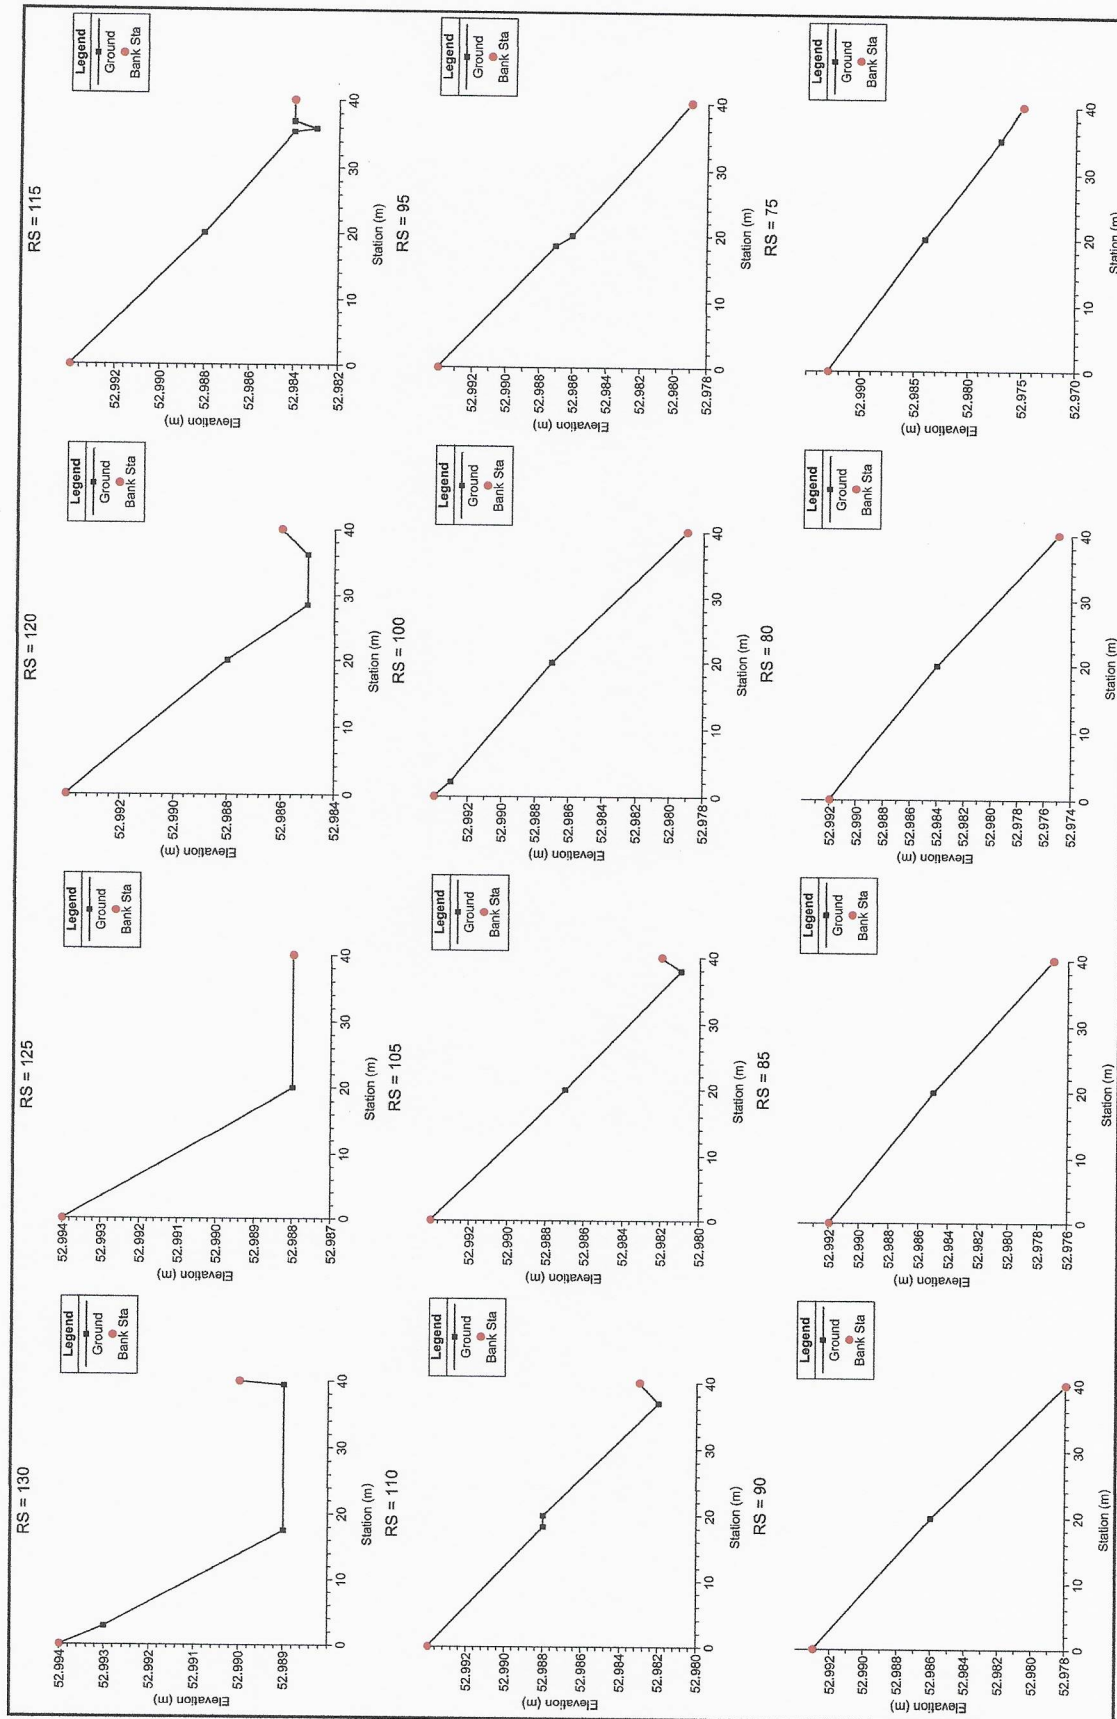 RS = 130
Legend
Ground
Bank Sta
Elevation (m)
52.994
52.993
52.992
52.991
52.990
52.989
0 10 20 30 40
Station (m)
RS = 125
Legend
Ground
Bank Sta
Elevation (m)
52.994
52.993
52.992
52.991
52.990
52.989
52.988
52.987
0 10 20 30 40
Station (m)
RS = 120
Legend
Ground
Bank Sta
Elevation (m)
52.992
52.990
52.988
52.986
52.984
0 10 20 30 40
Station (m)
RS = 115
Legend
Ground
Bank Sta
Elevation (m)
52.992
52.990
52.988
52.986
52.984
52.982
0 10 20 30 40
Station (m)
RS = 110
Legend
Ground
Bank Sta
Elevation (m)
52.992
52.990
52.988
52.986
52.984
52.982
52.980
0 10 20 30 40
Station (m)
RS = 105
Legend
Ground
Bank Sta
Elevation (m)
52.992
52.990
52.988
52.986
52.984
52.982
52.980
0 10 20 30 40
Station (m)
RS = 100
Legend
Ground
Bank Sta
Elevation (m)
52.992
52.990
52.988
52.986
52.984
52.982
52.980
52.978
0 10 20 30 40
Station (m)
RS = 95
Legend
Ground
Bank Sta
Elevation (m)
52.992
52.990
52.988
52.986
52.984
52.982
52.980
52.978
0 10 20 30 40
Station (m)
RS = 90
Legend
Ground
Bank Sta
Elevation (m)
52.992
52.990
52.988
52.986
52.984
52.982
52.980
52.978
0 10 20 30 40
Station (m)
RS = 85
Legend
Ground
Bank Sta
Elevation (m)
52.992
52.990
52.988
52.986
52.984
52.982
52.980
52.978
52.976
0 10 20 30 40
Station (m)
RS = 80
Legend
Ground
Bank Sta
Elevation (m)
52.992
52.990
52.988
52.986
52.984
52.982
52.980
52.978
52.976
52.974
0 10 20 30 40
Station (m)
RS = 75
Legend
Ground
Bank Sta
Elevation (m)
52.990
52.985
52.980
52.975
52.970
0 10 20 30 40
Station (m)